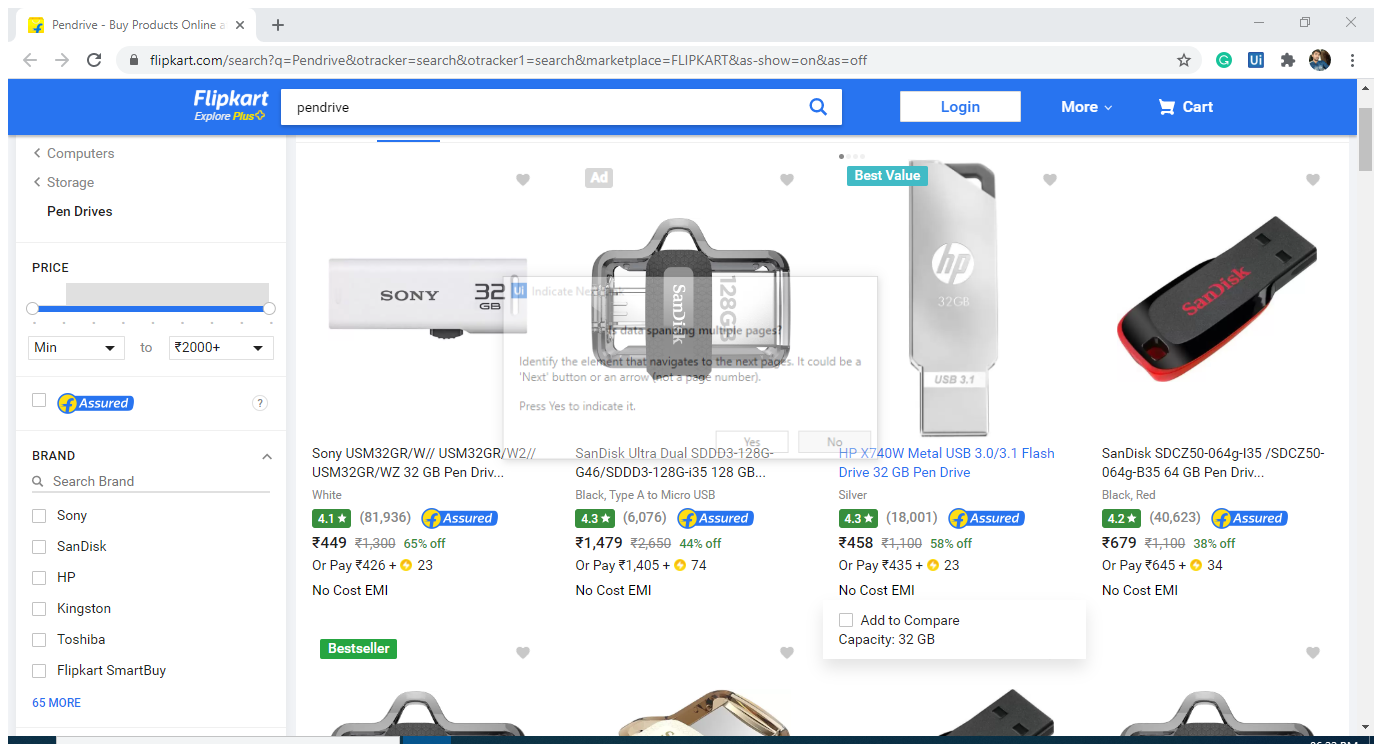 Pendrive - Buy Products Online a
flipkart.com/search?q=Pendrive&otracker=search&otracker1=search&marketplace=FLIPKART&as-show=on&as=off
Ui
Flipkart
Explore Plus
pendrive
Login
More
Cart
Computers
Storage
Pen Drives
PRICE
Min
to
₹2000+
Assured
?
BRAND
Search Brand
Sony
SanDisk
HP
Kingston
Toshiba
Flipkart SmartBuy
65 MORE
SONY
32
GB
Sony USM32GR/W// USM32GR/W2//
USM32GR/WZ 32 GB Pen Driv...
White
4.1 ★ (81,936) Assured
₹449 ₹1,300 65% off
Or Pay ₹426 + 23
No Cost EMI
Ad
SanDisk
128GB
SanDisk Ultra Dual SDDD3-128G-
G46/SDDD3-128G-i35 128 GB...
Black, Type A to Micro USB
4.3 ★ (6,076) Assured
₹1,479 ₹2,650 44% off
Or Pay ₹1,405 + 74
No Cost EMI
Best Value
hp
32GB
USB 3.1
HP X740W Metal USB 3.0/3.1 Flash
Drive 32 GB Pen Drive
Silver
4.3 ★ (18,001) Assured
₹458 ₹1,100 58% off
Or Pay ₹435 + 23
No Cost EMI
Add to Compare
Capacity: 32 GB
SanDisk
SanDisk SDCZ50-064g-I35 /SDCZ50-
064g-B35 64 GB Pen Driv...
Black, Red
4.2 ★ (40,623) Assured
₹679 ₹1,100 38% off
Or Pay ₹645 + 34
No Cost EMI
Ui Indicate
Is data spanning multiple pages?
Identify the element that navigates to the next pages. It could be a
'Next' button or an arrow (not a page number).
Press Yes to indicate it.
Yes
No
Bestseller